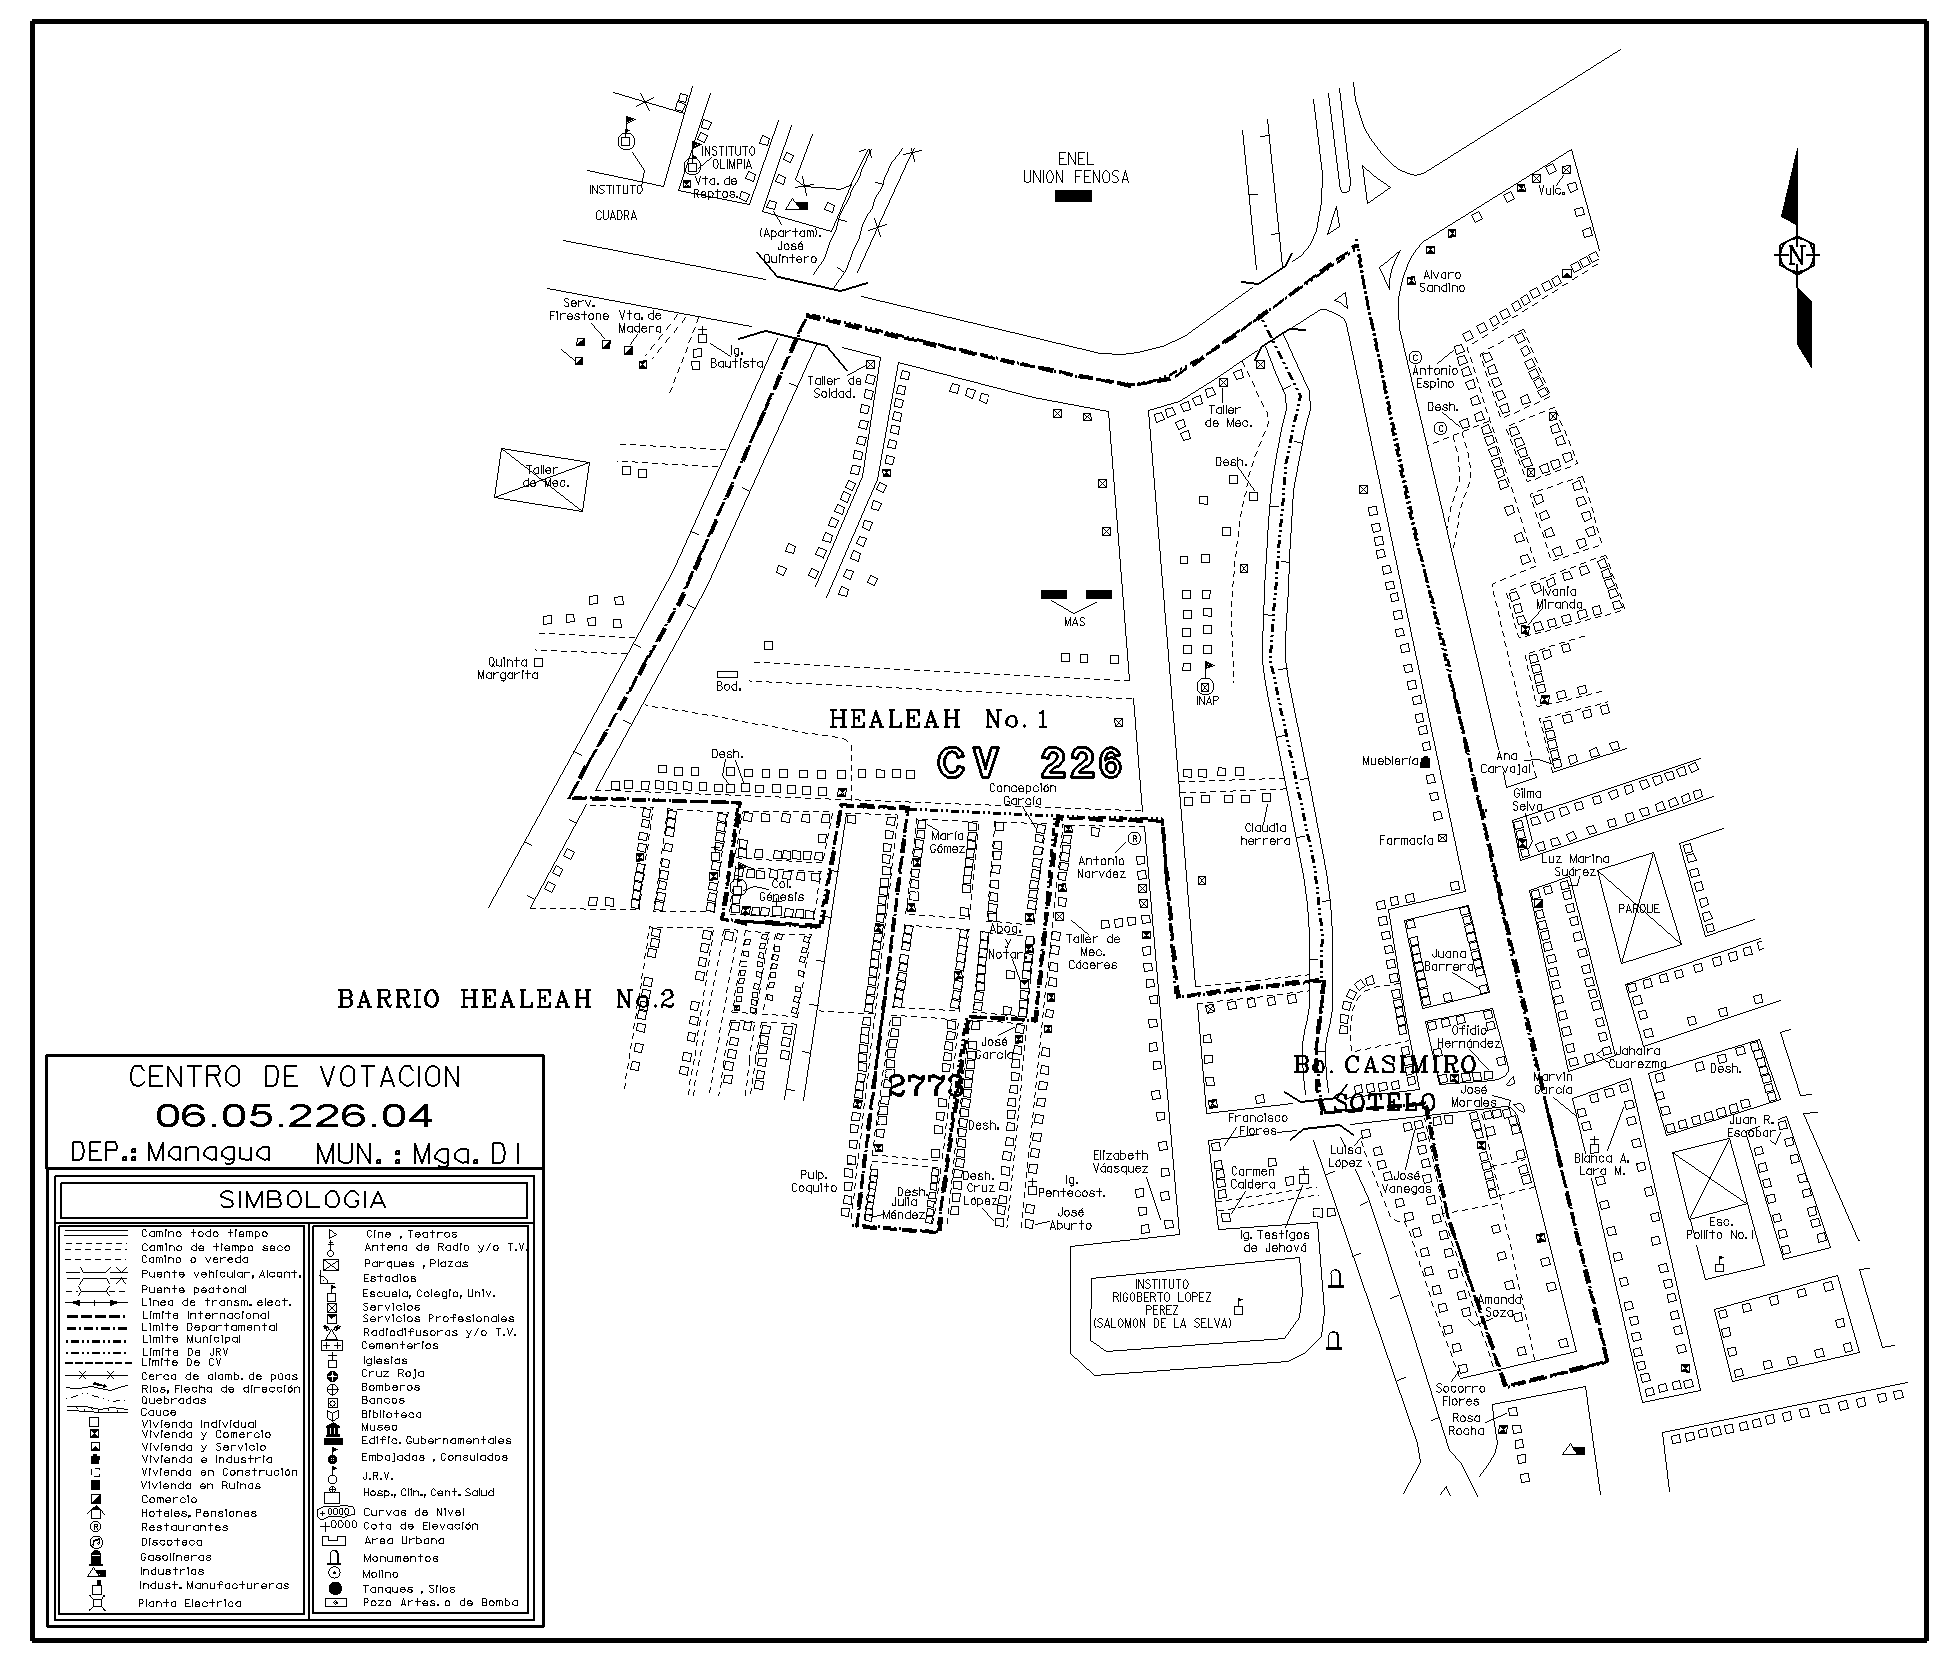 ENEL
UNION FENOSA
INSTITUTO
OLIMPIA
INSTITUTO
CUADRA
Vta. de
Reptos.
(Apartam).
José
Quintero
Vulc.
Alvaro
Sandino
N
Serv.
Firestone
Vta. de
Madera
Ig.
Bautista
Taller de
Soldad.
Taller
de Mec.
Antonio
Espino
Desh.
Taller
de Mec.
Desh.
MAS
Ivania
Miranda
Quinta
Margarita
Bod.
INAP
HEALEAH No. 1
CV 226
Desh.
Concepción
García
Mueblería
Ana
Carvajal
Gilma
Selva
Claudia
herrera
Farmacia
María
Gómez
Antonio
Narváez
R
Luz Marina
Suárez
PARQUE
Col.
Génesis
Abog.
y
Notar.
Taller de
Mec.
Cáceres
Juana
Barrera
BARRIO HEALEAH No.2
Ofidio
Hernández
José
García
2773
Bo. CASIMIRO
SOTELO
José
Morales
Marvin
García
Jahaira
Cuarezma
Desh.
Francisco
Flores
Juan R.
Escobar
Desh.
Luisa
López
José
Vanegas
Blanca A.
Lara M.
Elizabeth
Váasquez
Carmen
Caldera
Pulp.
Coquito
Desh.
Julia
Méndez
Desh.
Cruz
López
Ig.
Pentecost.
José
Aburto
Ig. Testigos
de Jehová
Esc.
Pollito No.1
INSTITUTO
RIGOBERTO LOPEZ
PEREZ
(SALOMON DE LA SELVA)
Amanda
Soza
Socorro
Flores
Rosa
Rocha
CENTRO DE VOTACION
06.05.226.04
DEP.: Managua MUN.: Mga. D I
SIMBOLOGIA
Camino todo tiempo
Camino de tiempo seco
Camino o vereda
Puente vehicular, Alcant.
Puente peatonal
Linea de transm. elect.
Limite Internacional
Limite Departamental
Limite Municipal
Limite De JRV
Limite De CV
Cerca de alamb. de púas
Rios, Flecha de dirección
Quebradas
Cauce
Vivienda Individual
Vivienda y Comercio
Vivienda y Servicio
Vivienda e Industria
Vivienda en Construción
Vivienda en Ruinas
Comercio
Hoteles, Pensiones
Restaurantes
Discoteca
Gasolineras
Industrias
Indust. Manufactureras
Planta Electrica
Cine , Teatros
Antena de Radio y/o T.V.
Parques , Plazas
Estadios
Escuela, Colegio, Univ.
Servicios
Servicios Profesionales
Radiodifusoras y/o T.V.
Cementerios
Iglesias
Cruz Roja
Bomberos
Bancos
Biblioteca
Museo
Edific. Gubernamentales
Embajadas , Consulados
J.R.V.
Hosp., Clin., Cent. Salud
Curvas de Nivel
Cota de Elevación
Area Urbana
Monumentos
Molino
Tanques , Silos
Pozo Artes. o de Bomba